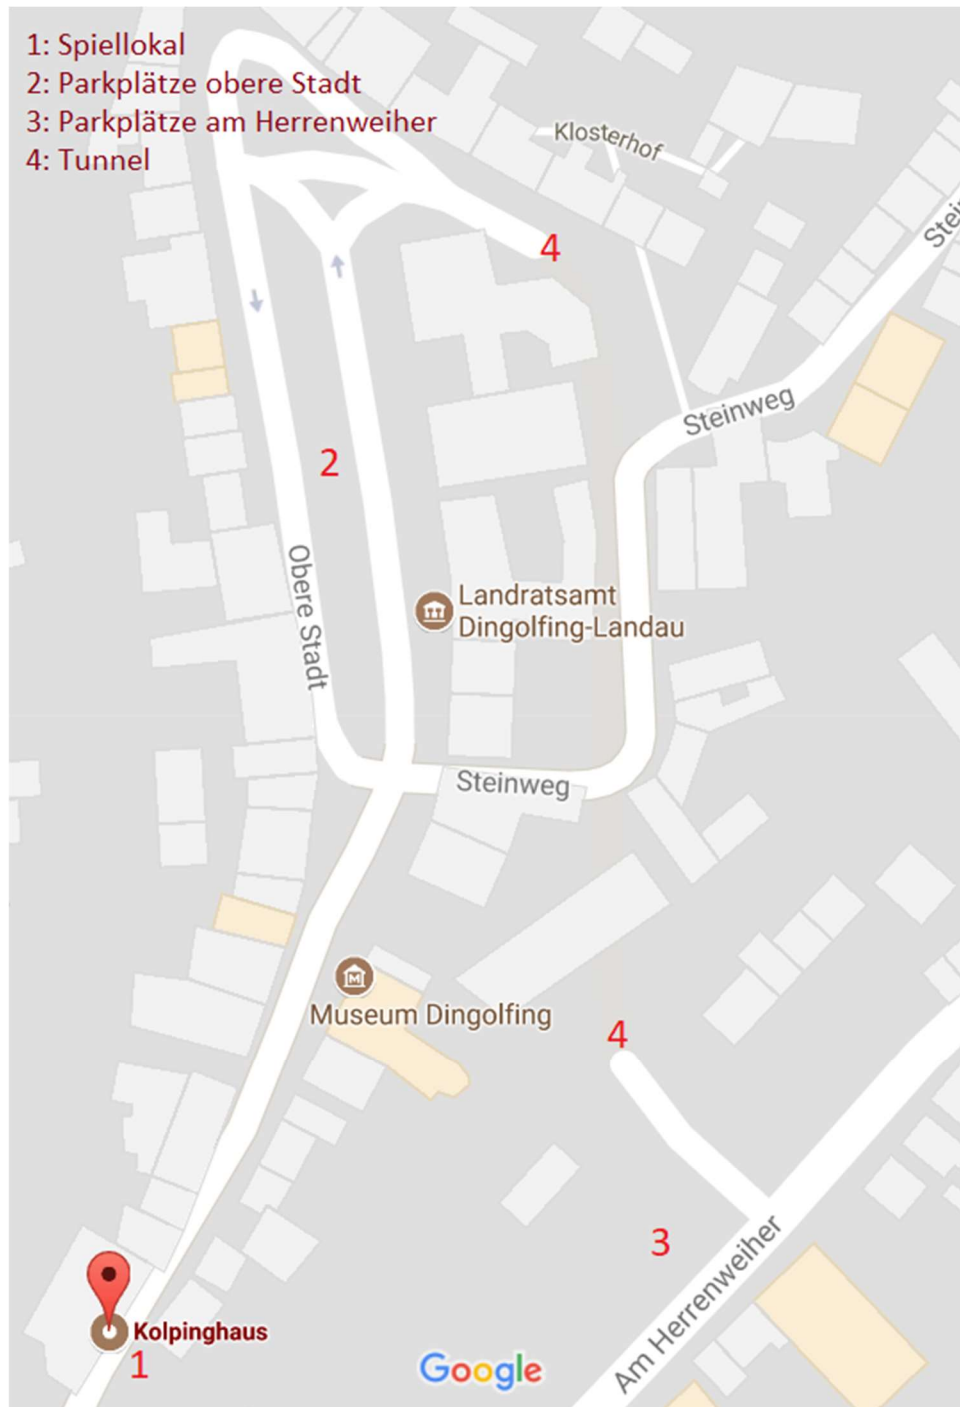 1: Spiellokal
2: Parkplätze obere Stadt
3: Parkplätze am Herrenweiher
4: Tunnel
Klosterhof
4
Steinweg
2
Obere Stadt
Landratsamt
Dingolfing-Landau
Steinweg
Museum Dingolfing
4
3
Am Herrenweiher
Kolpinghaus
1
Google